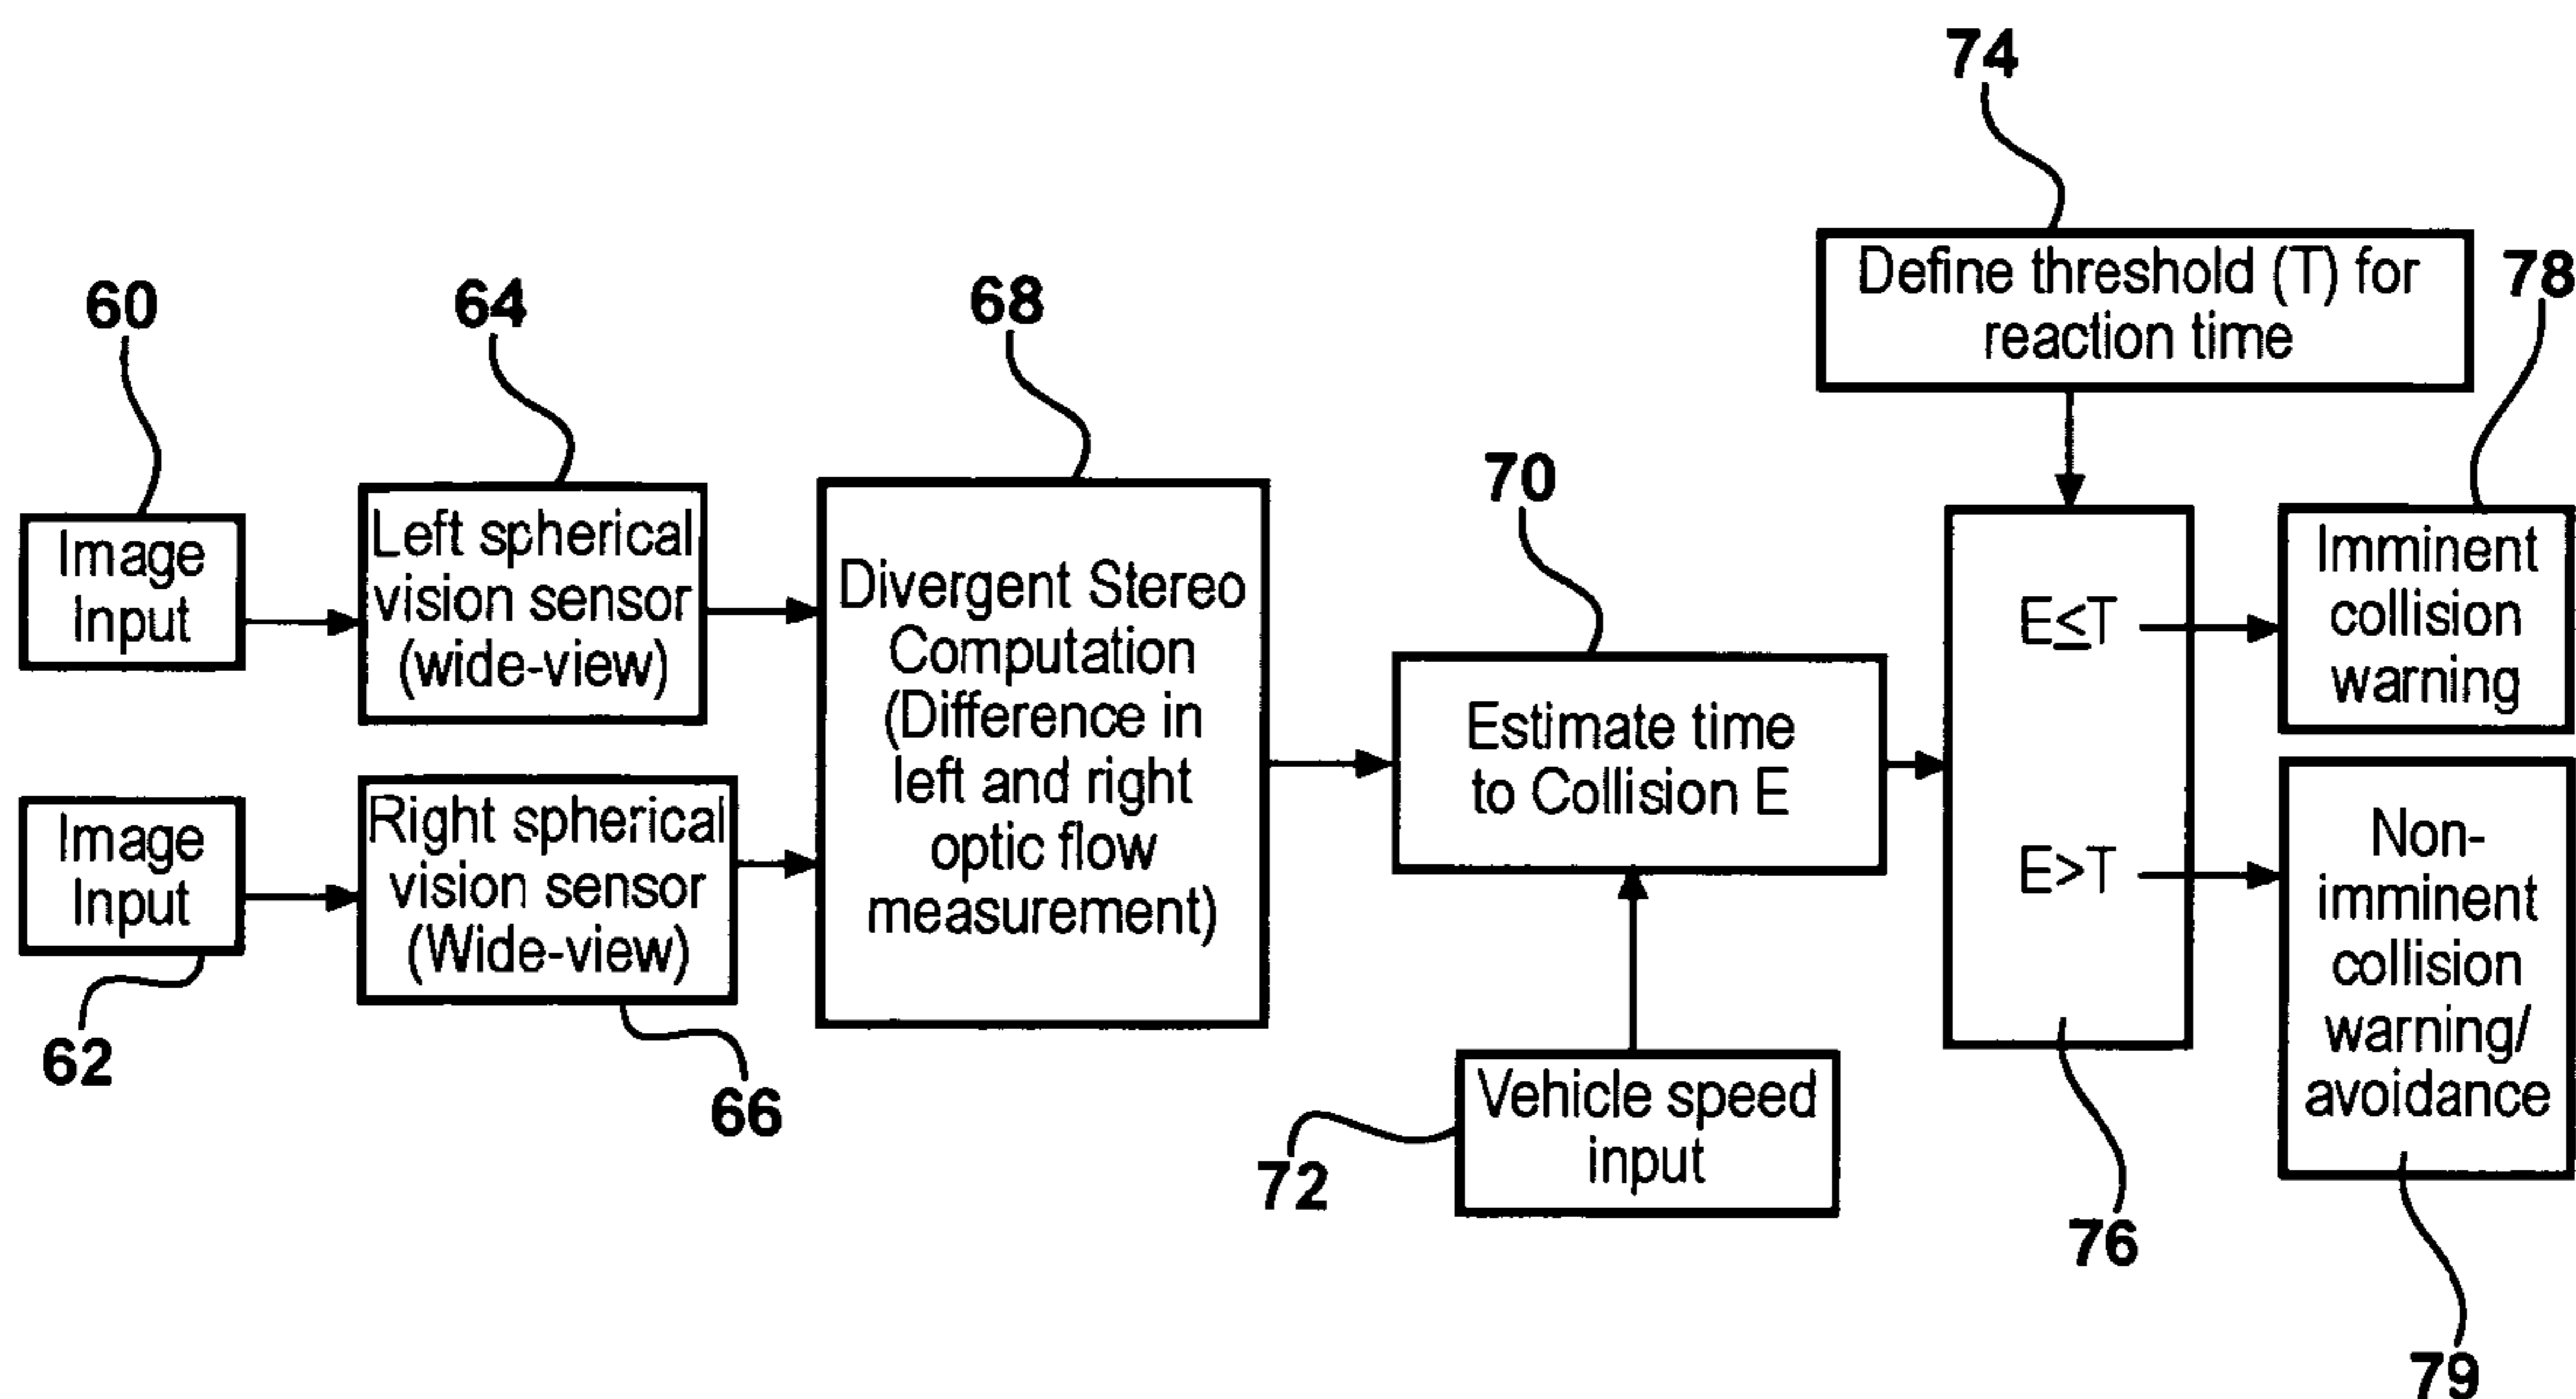 74
Define threshold (T) for
reaction time
78
60
64
68
70
Image
Input
Left spherical
vision sensor
(wide-view)
Divergent Stereo
Computation
(Difference in
left and right
optic flow
measurement)
Estimate time
to Collision E
E≤T
Imminent
collision
warning
Image
Input
Right spherical
vision sensor
(Wide-view)
E>T
Non-
imminent
collision
warning/
avoidance
62
66
72
Vehicle speed
input
76
79